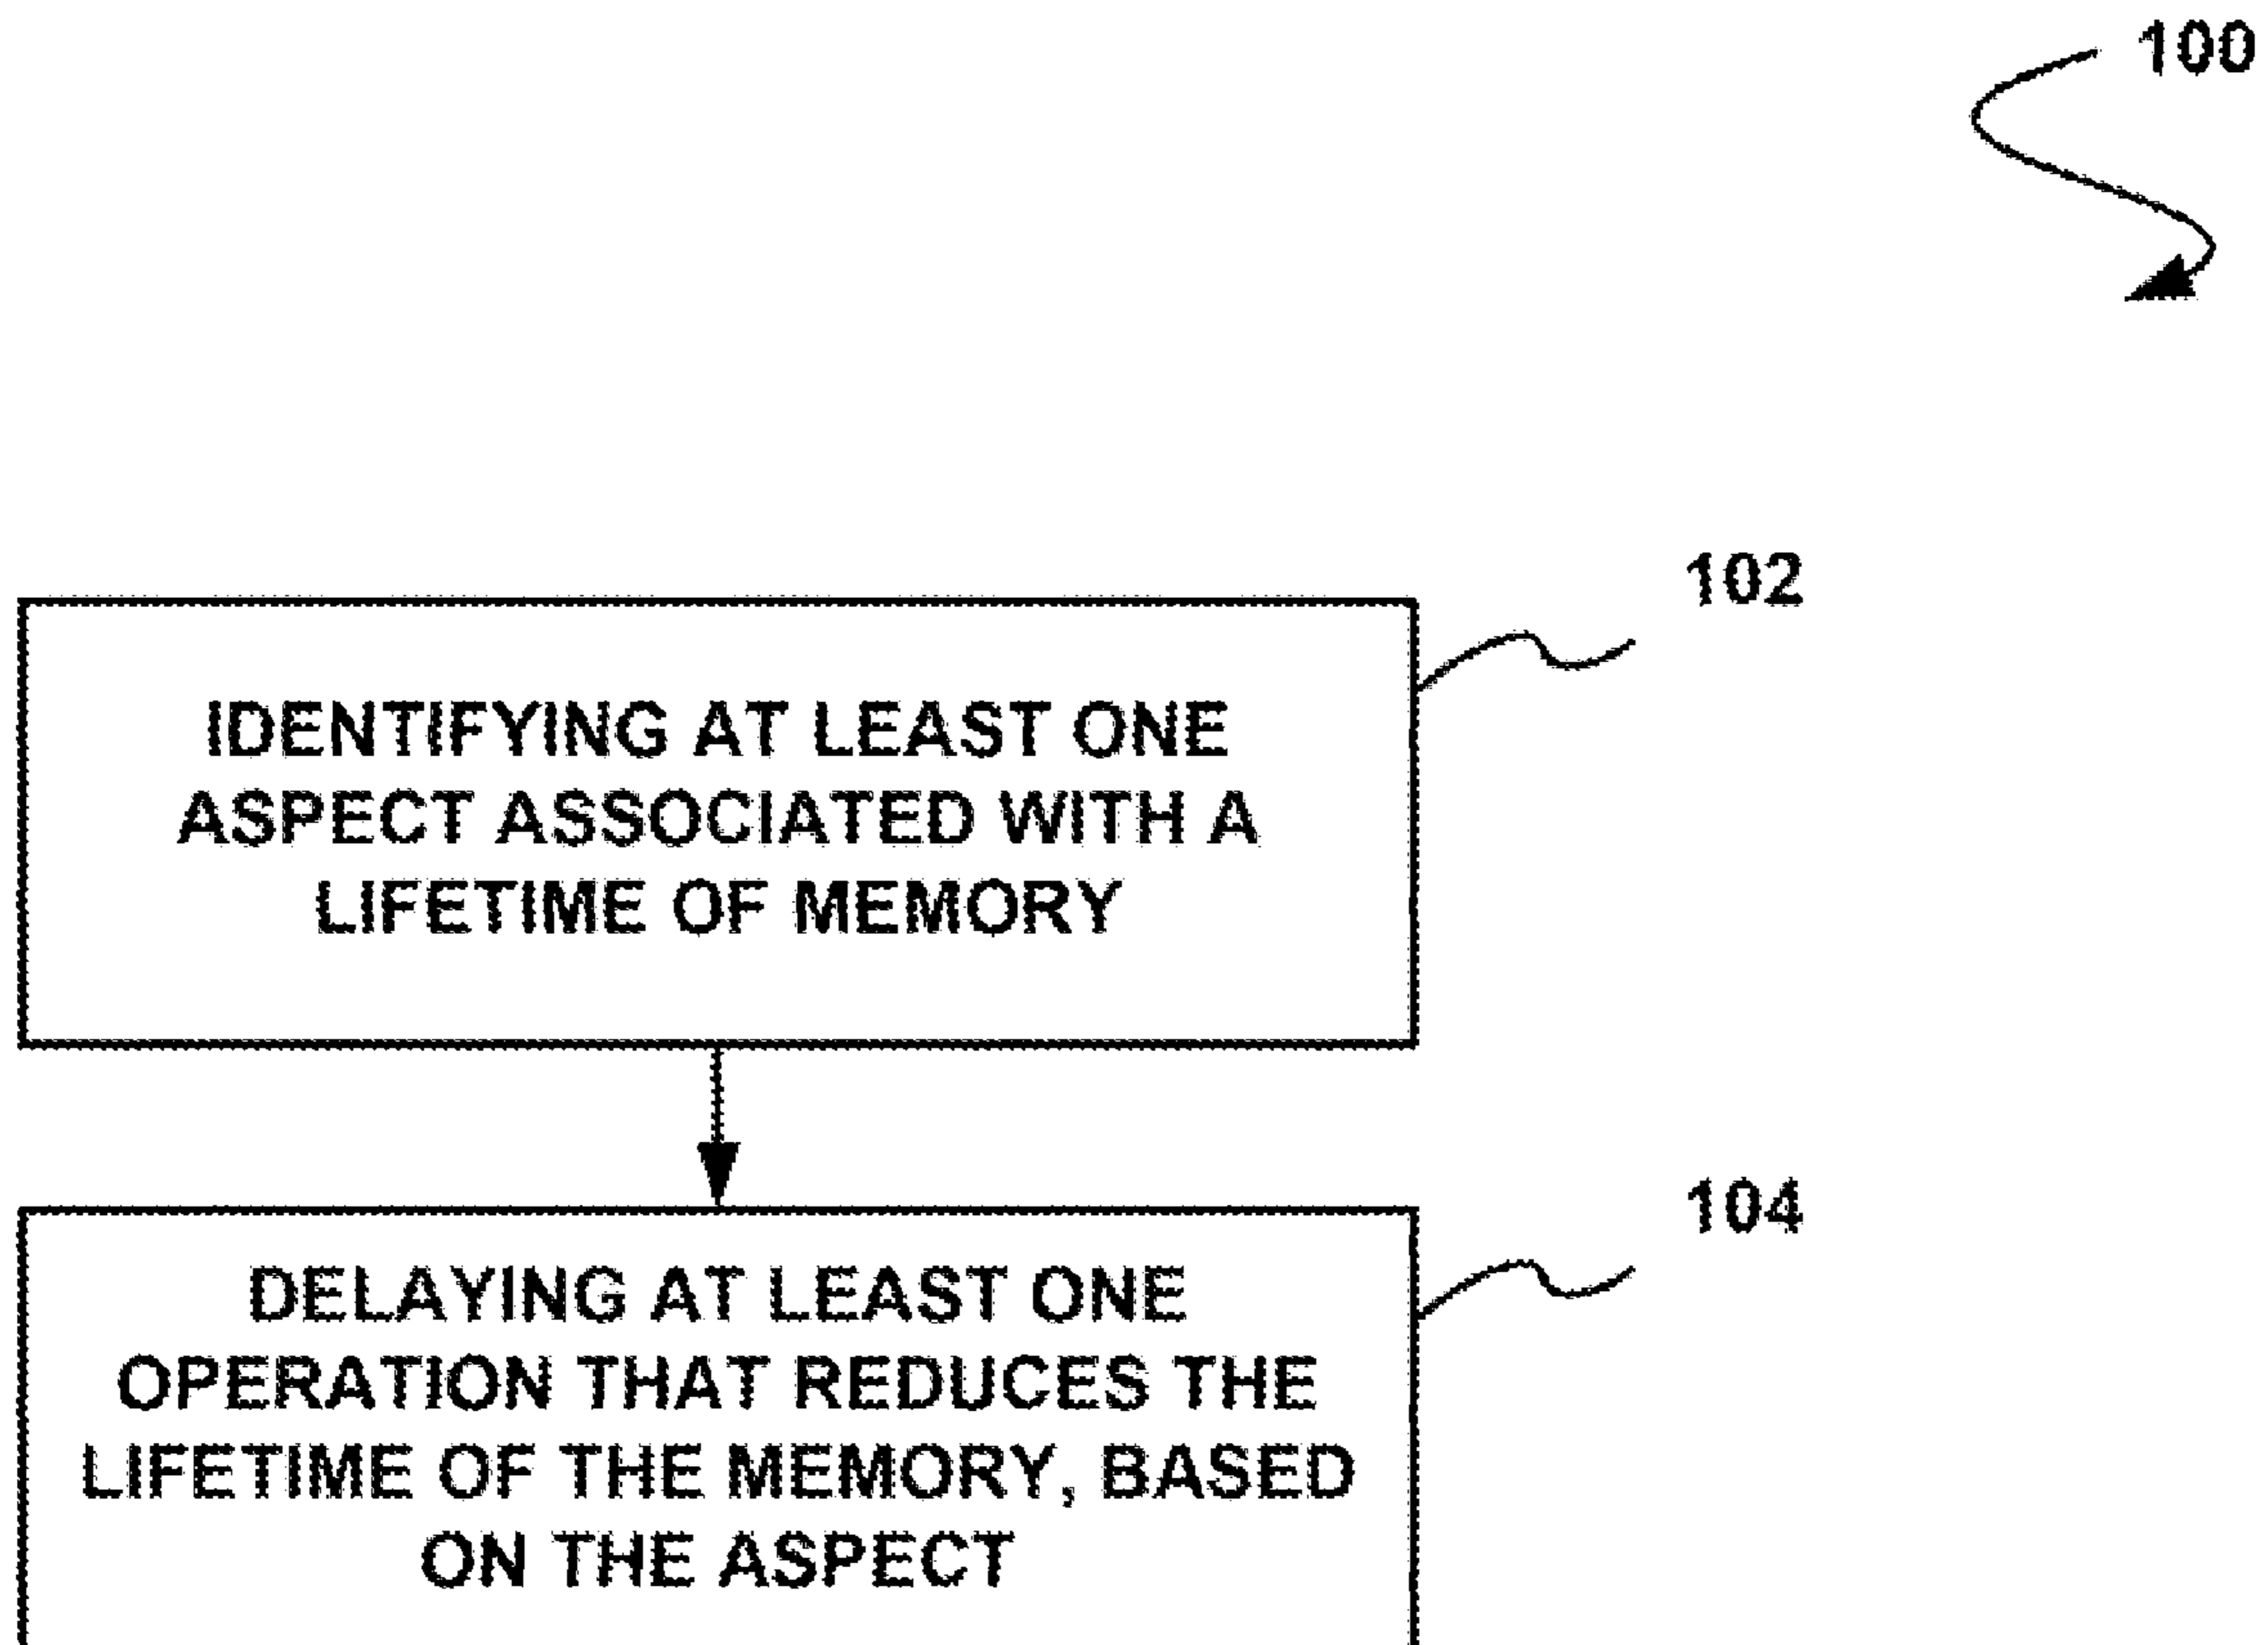 100
102
IDENTIFYING AT LEAST ONE
ASPECT ASSOCIATED WITH A
LIFETIME OF MEMORY
104
DELAYING AT LEAST ONE
OPERATION THAT REDUCES THE
LIFETIME OF THE MEMORY, BASED
ON THE ASPECT